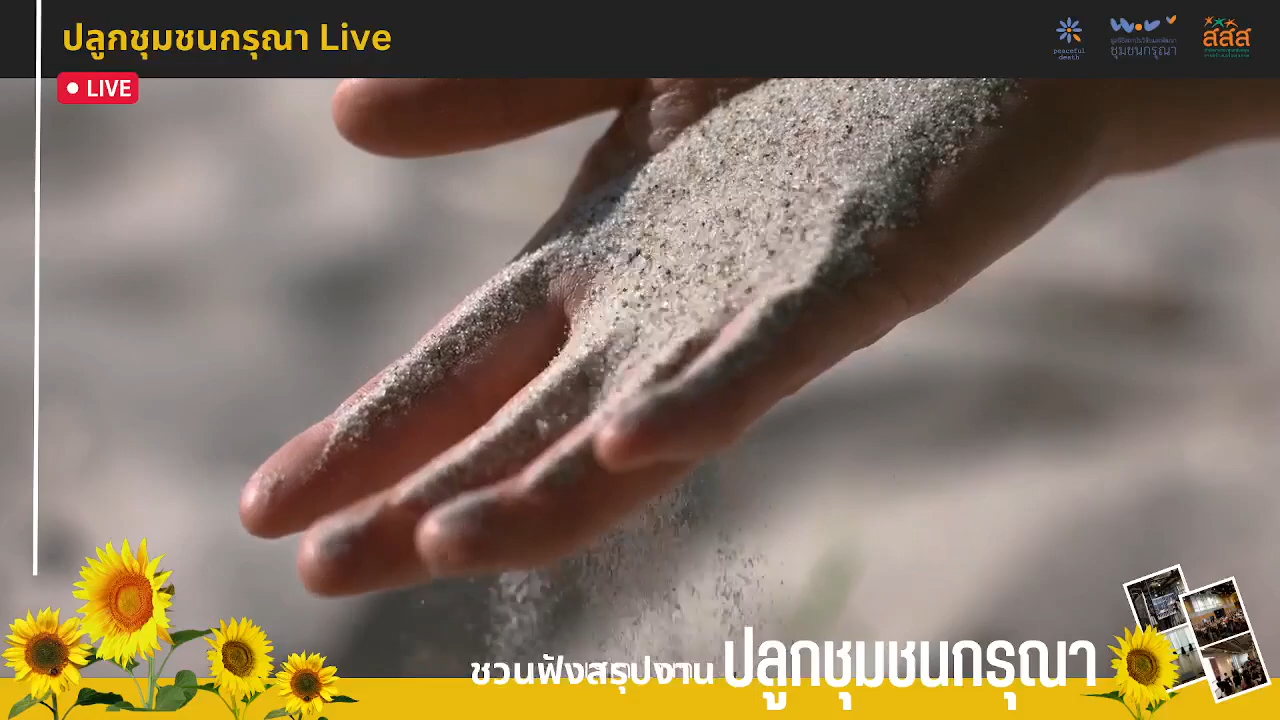 ปลูกชุมชนกรุณา Live
LIVE
peaceful
death
ชุมชนกรุณา
สสส
ชวนฟังสรุปงาน ปลูกชุมชนกรุณา